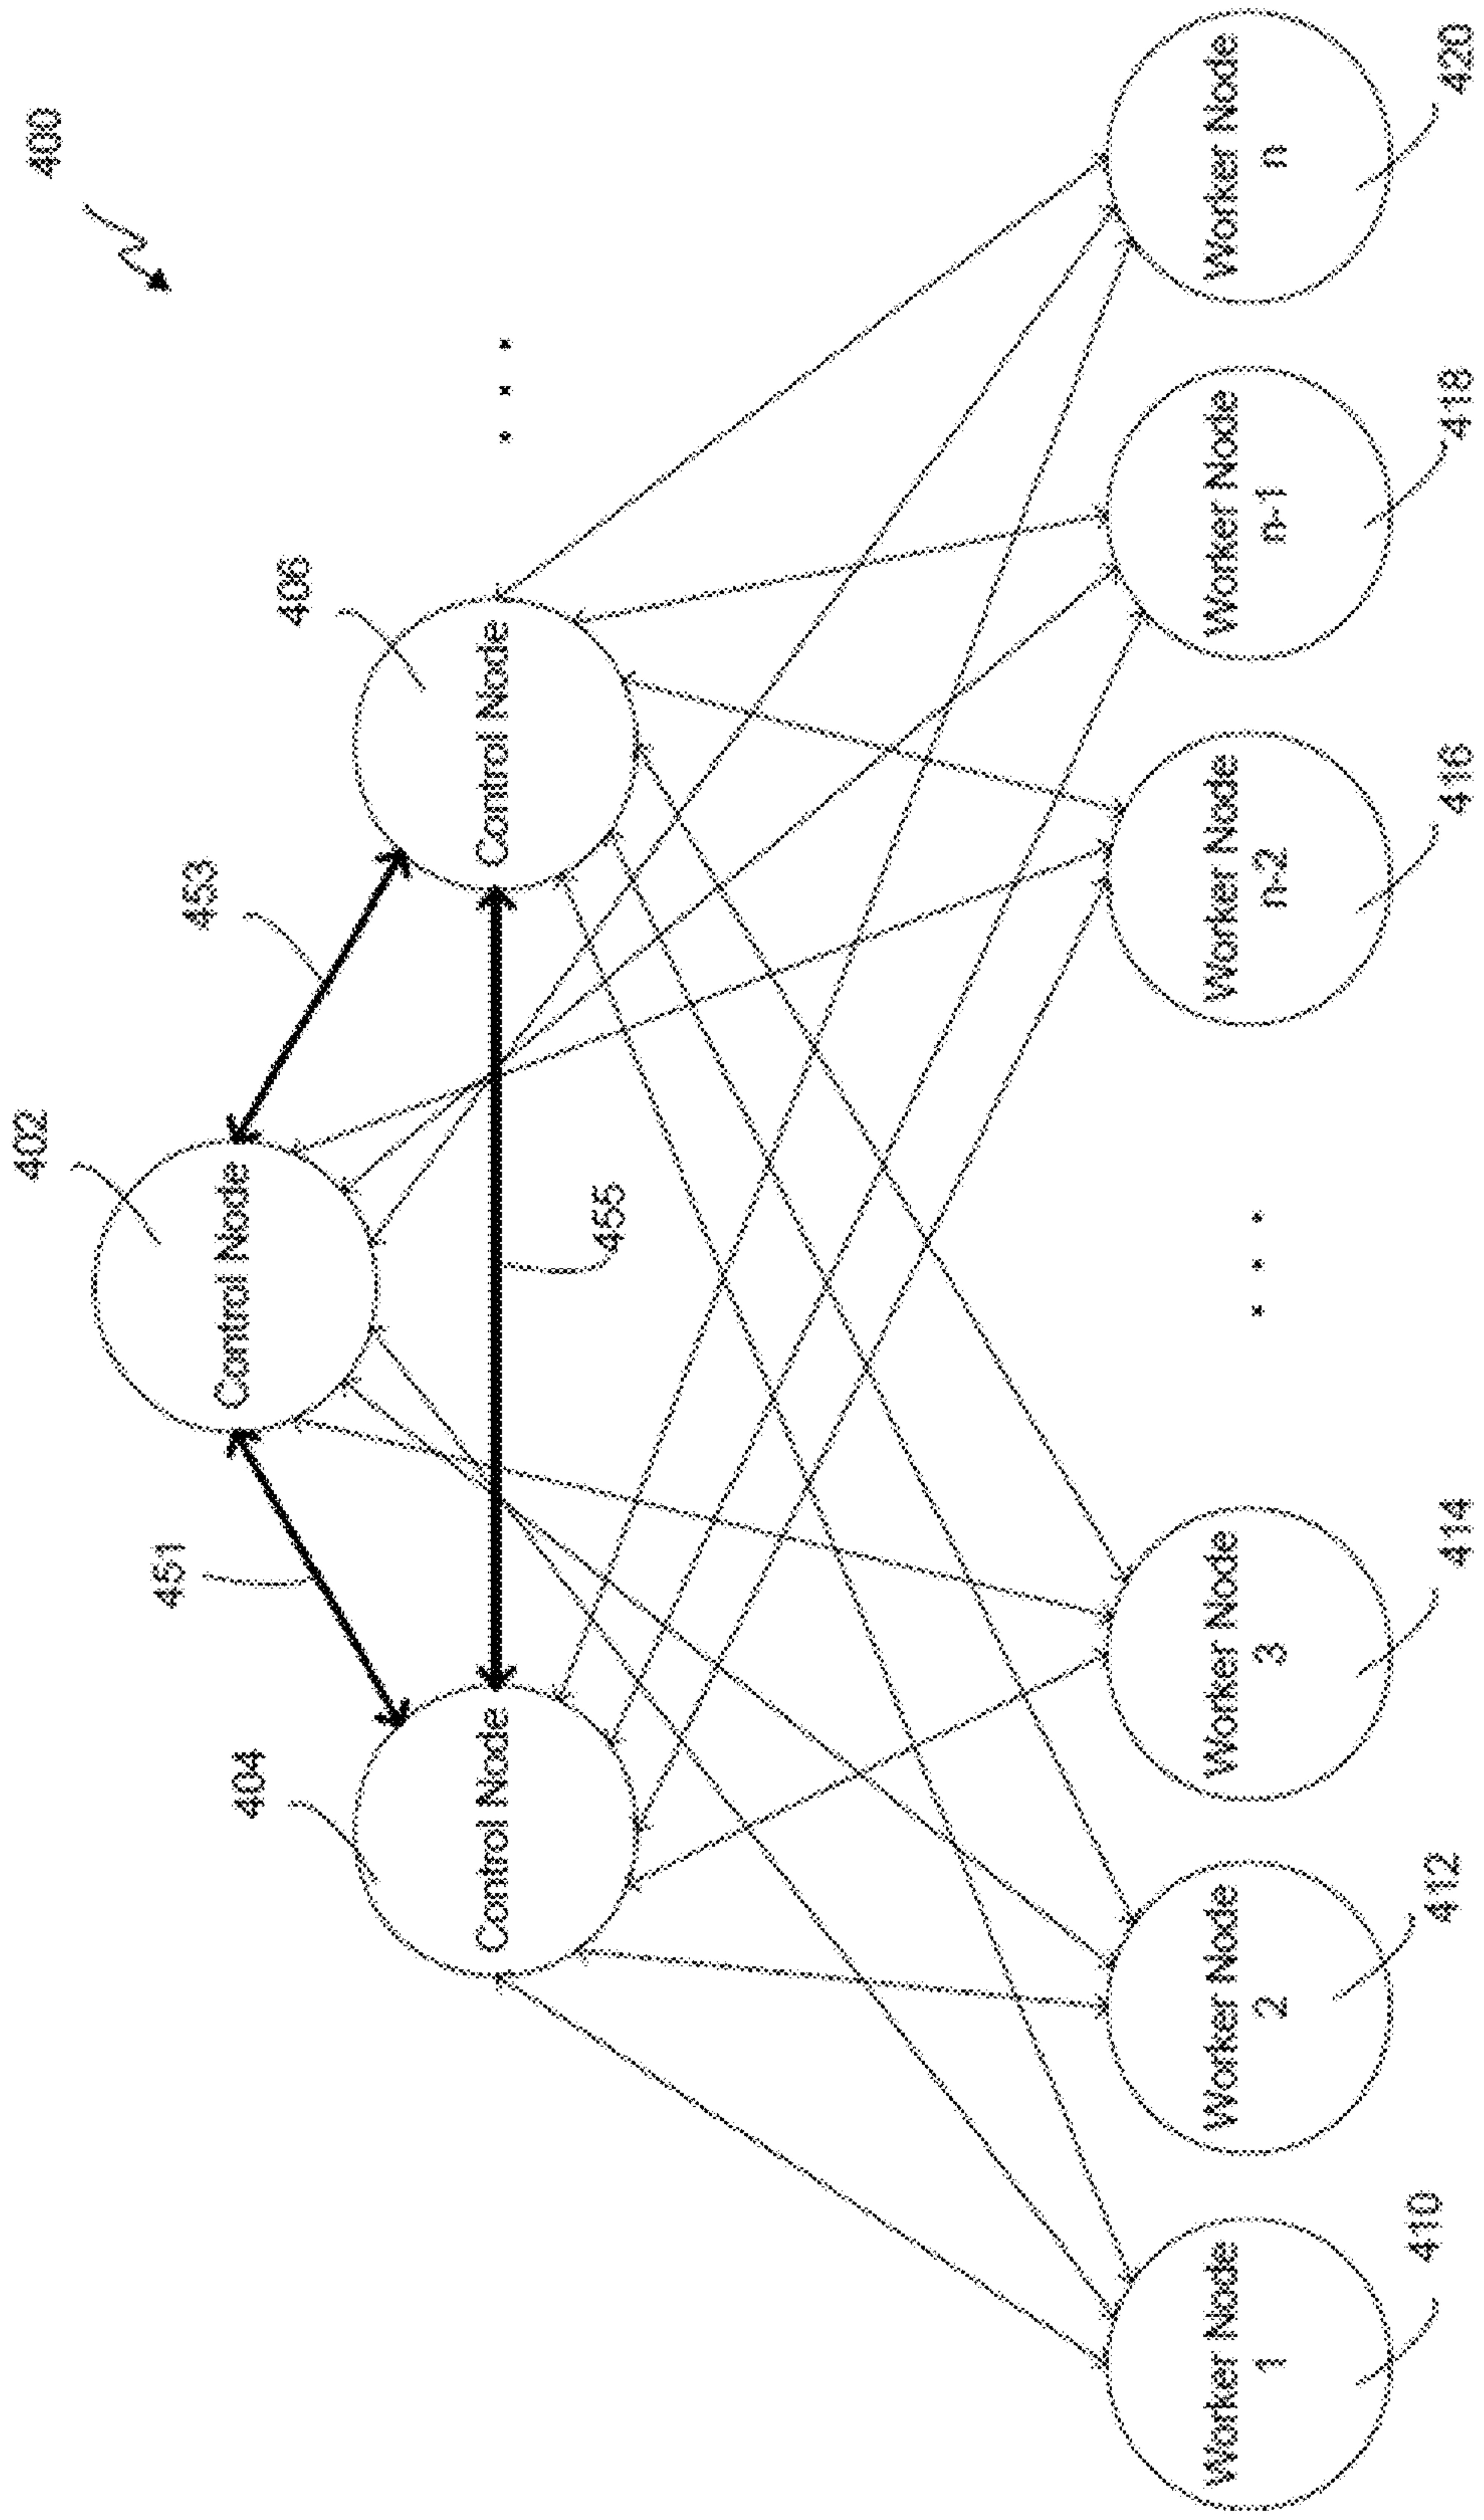 400
402
451
453
404
406
Control Node
Control Node
Control Node
455
. . .
Worker Node
1
Worker Node
2
Worker Node
3
. . .
Worker Node
n-2
Worker Node
n-1
Worker Node
n
410
412
414
416
418
420